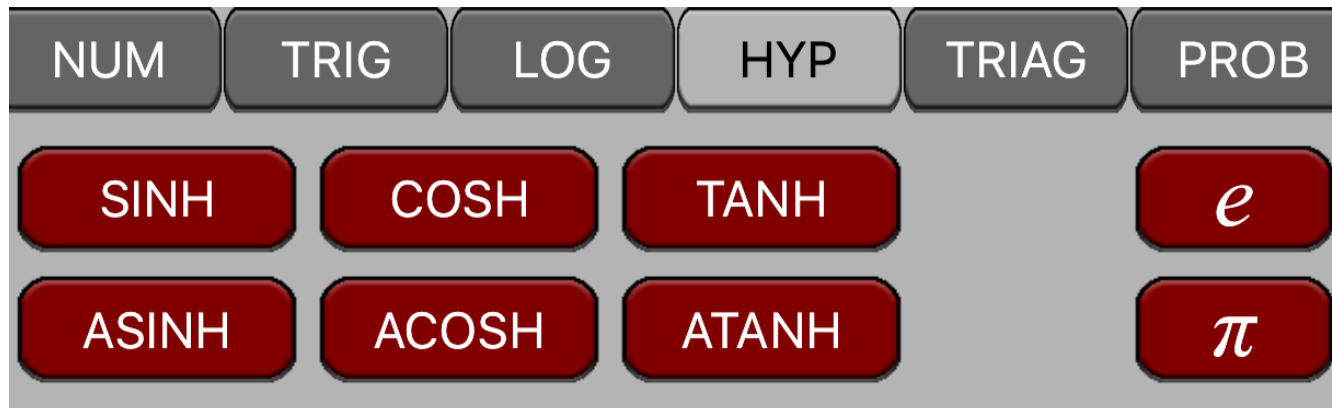 NUM TRIG LOG HYP TRIAG PROB
SINH COSH TANH e
ASINH ACOSH ATANH π